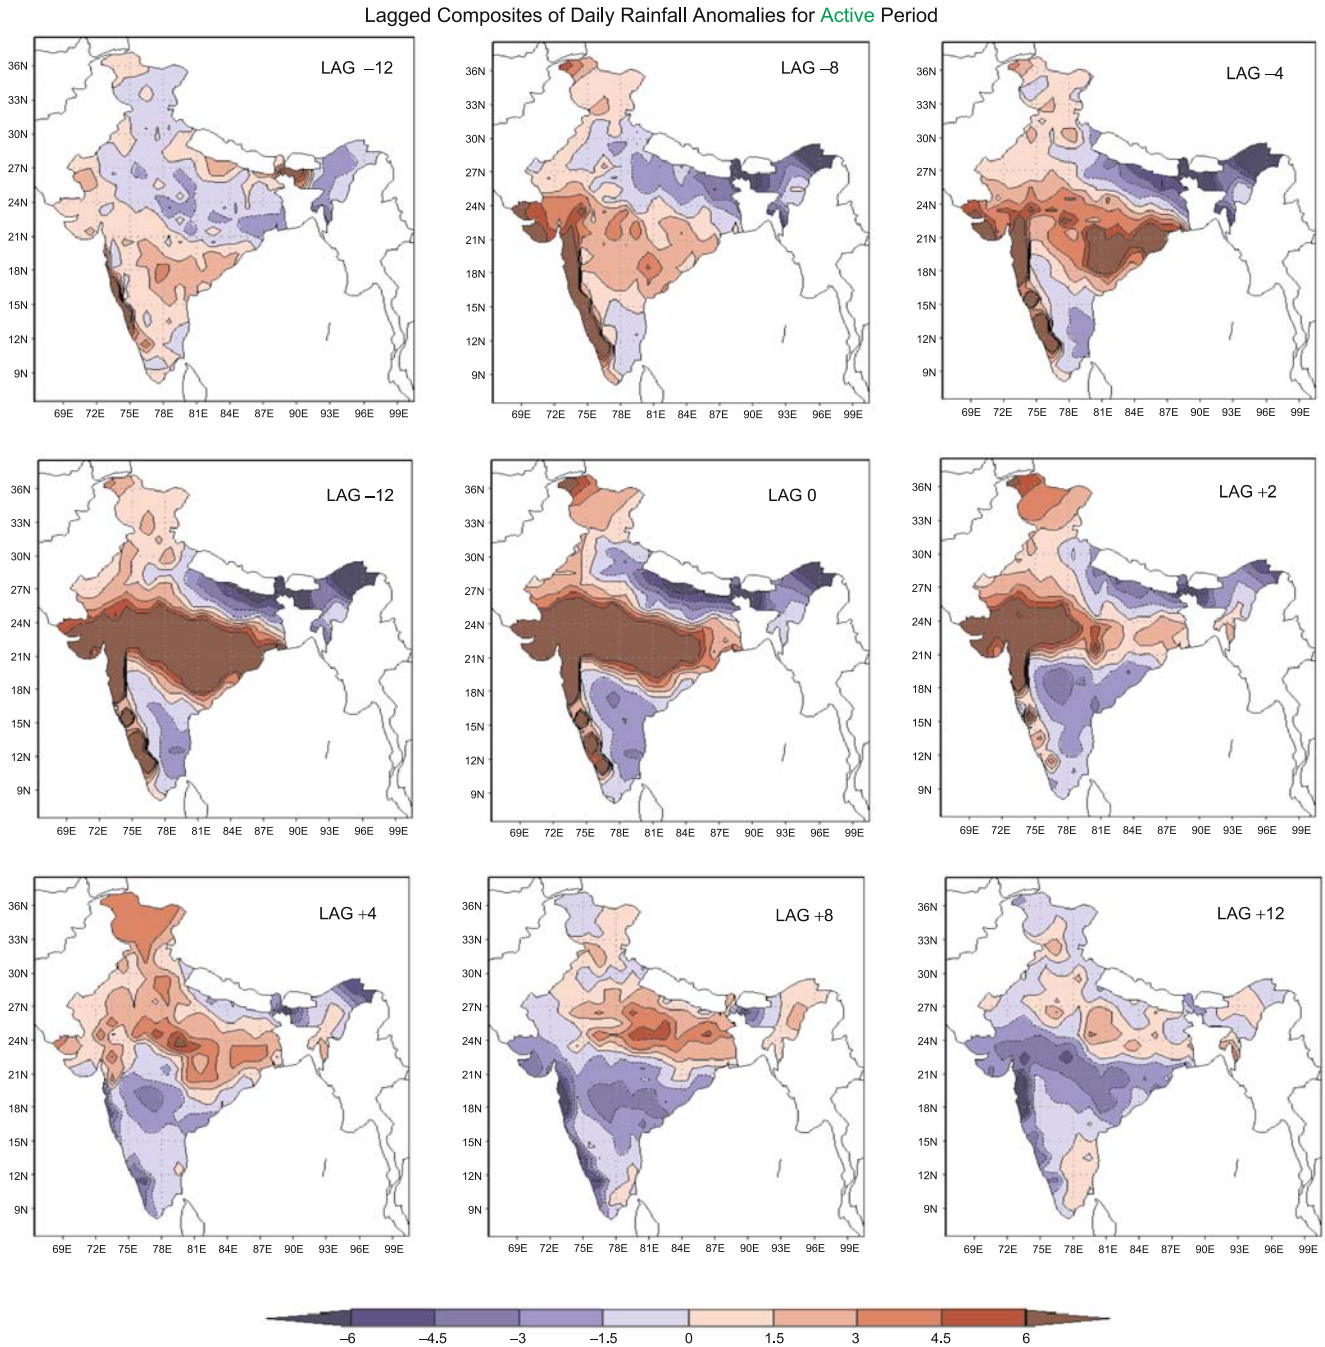 Lagged Composites of Daily Rainfall Anomalies for Active Period
LAG –12
36N
33N
30N
27N
24N
21N
18N
15N
12N
9N
69E 72E 75E 78E 81E 84E 87E 90E 93E 96E 99E
LAG –8
36N
33N
30N
27N
24N
21N
18N
15N
12N
9N
69E 72E 75E 78E 81E 84E 87E 90E 93E 96E 99E
LAG –4
36N
33N
30N
27N
24N
21N
18N
15N
12N
9N
69E 72E 75E 78E 81E 84E 87E 90E 93E 96E 99E
LAG –12
36N
33N
30N
27N
24N
21N
18N
15N
12N
9N
69E 72E 75E 78E 81E 84E 87E 90E 93E 96E 99E
LAG 0
36N
33N
30N
27N
24N
21N
18N
15N
12N
9N
69E 72E 75E 78E 81E 84E 87E 90E 93E 96E 99E
LAG +2
36N
33N
30N
27N
24N
21N
18N
15N
12N
9N
69E 72E 75E 78E 81E 84E 87E 90E 93E 96E 99E
LAG +4
36N
33N
30N
27N
24N
21N
18N
15N
12N
9N
69E 72E 75E 78E 81E 84E 87E 90E 93E 96E 99E
LAG +8
36N
33N
30N
27N
24N
21N
18N
15N
12N
9N
69E 72E 75E 78E 81E 84E 87E 90E 93E 96E 99E
LAG +12
36N
33N
30N
27N
24N
21N
18N
15N
12N
9N
69E 72E 75E 78E 81E 84E 87E 90E 93E 96E 99E
–6 –4.5 –3 –1.5 0 1.5 3 4.5 6